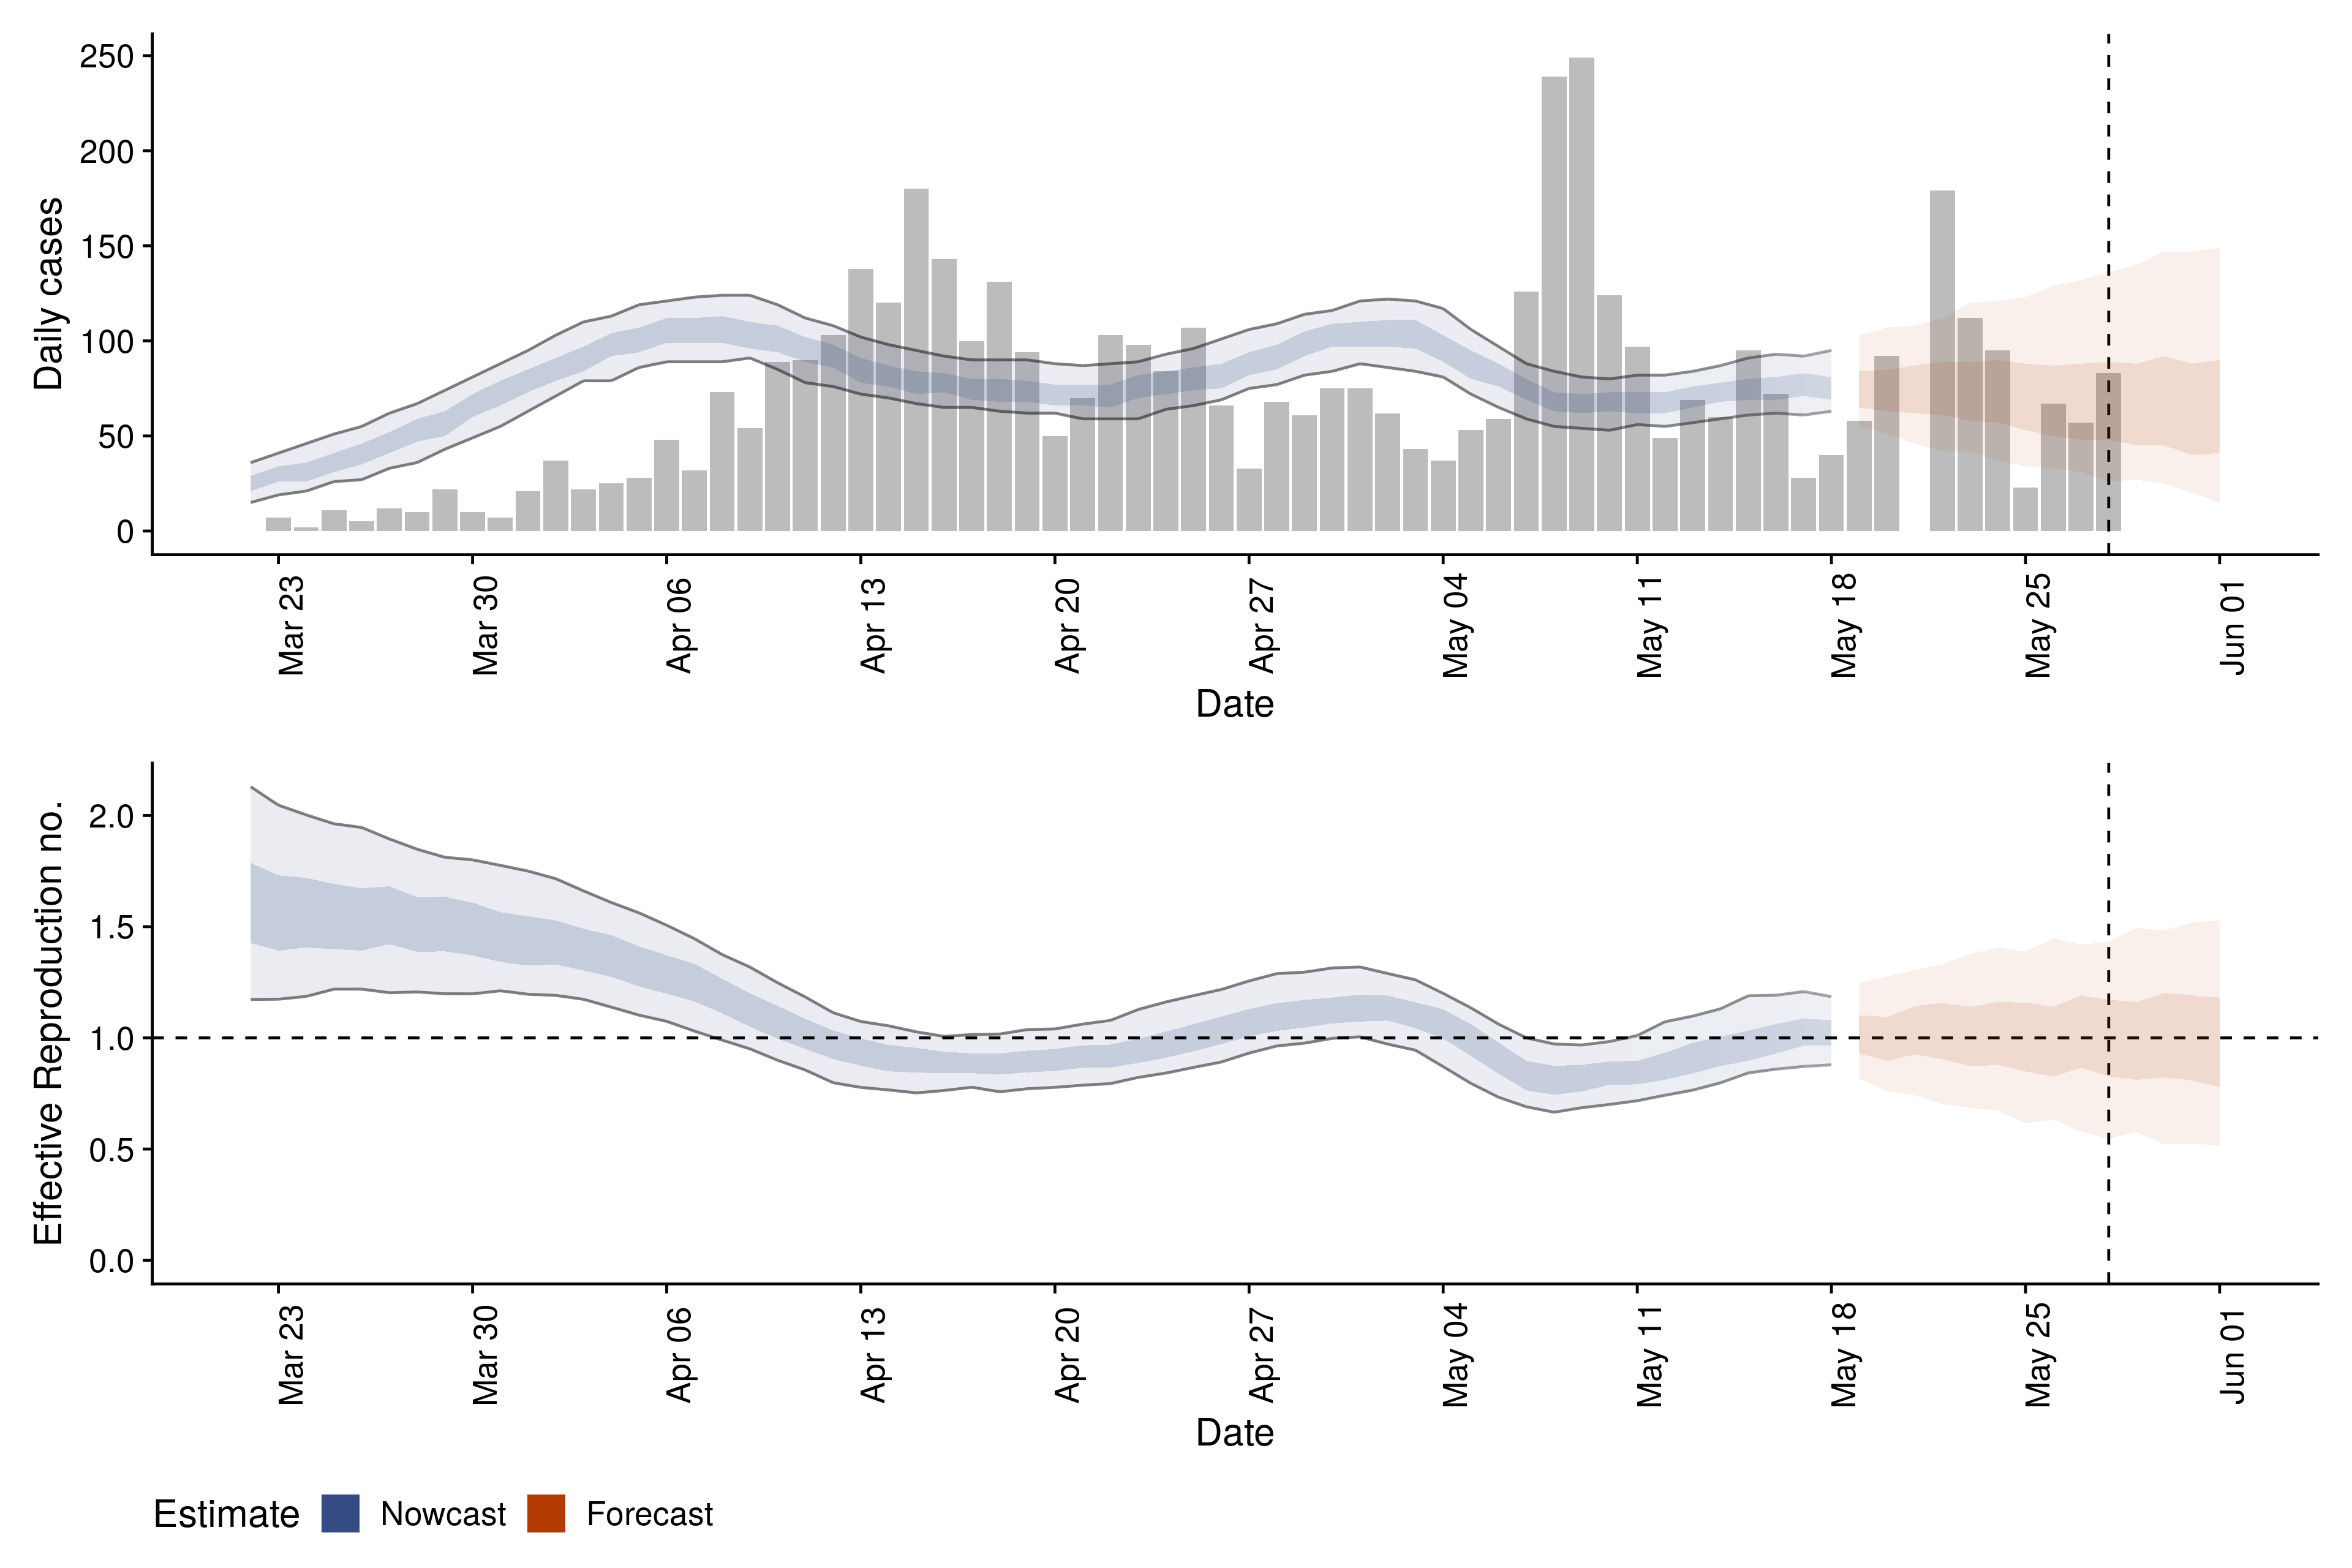 Daily cases
250
200
150
100
50
0
Mar 23
Mar 30
Apr 06
Apr 13
Apr 20
Apr 27
May 04
May 11
May 18
May 25
Jun 01
Date
Effective Reproduction no.
2.0
1.5
1.0
0.5
0.0
Mar 23
Mar 30
Apr 06
Apr 13
Apr 20
Apr 27
May 04
May 11
May 18
May 25
Jun 01
Date
Estimate Nowcast Forecast